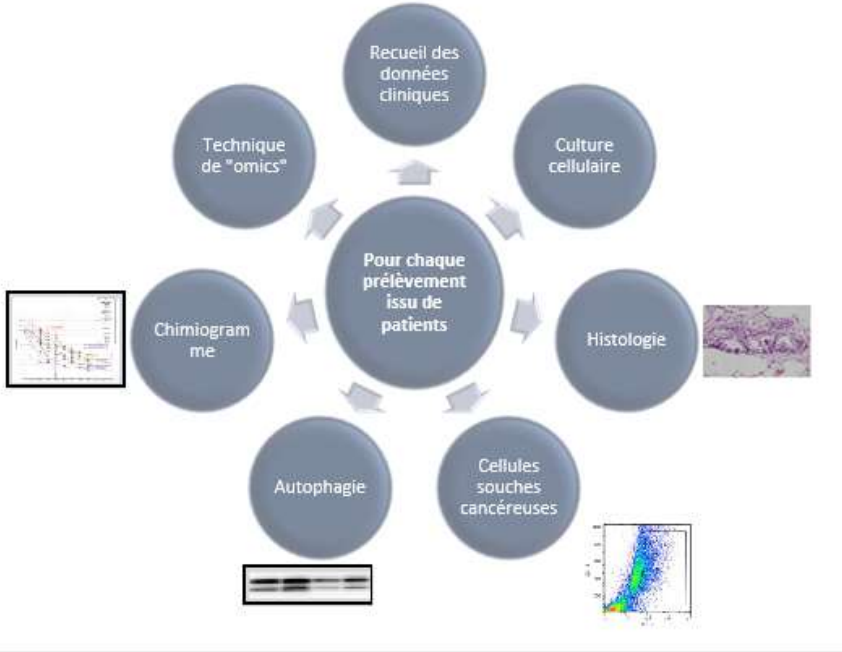 Recueil des
données
cliniques
Technique
de "omics"
Culture
cellulaire
Pour chaque
prélèvement
issu de
patients
Chimiogram
me
Histologie
Autophagie
Cellules
souches
cancéreuses